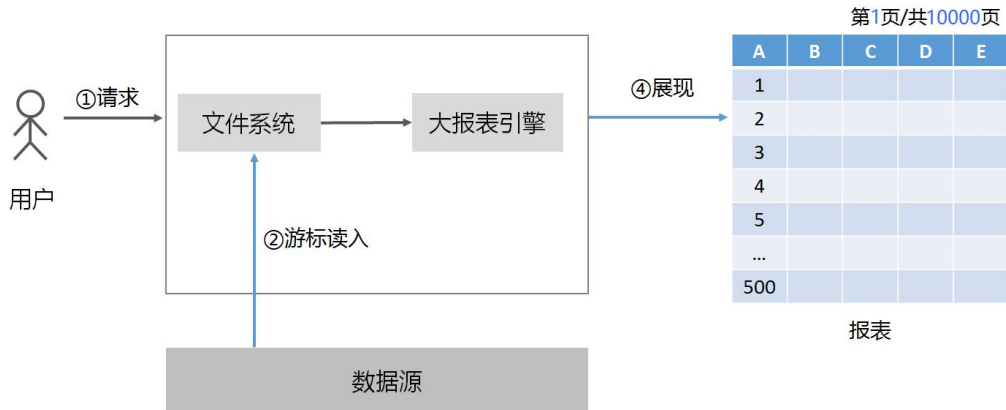 第1页/共10000页
A B C D E
1
2
3
4
5
...
500
报表
①请求
用户
文件系统
大报表引擎
④展现
②游标读入
数据源